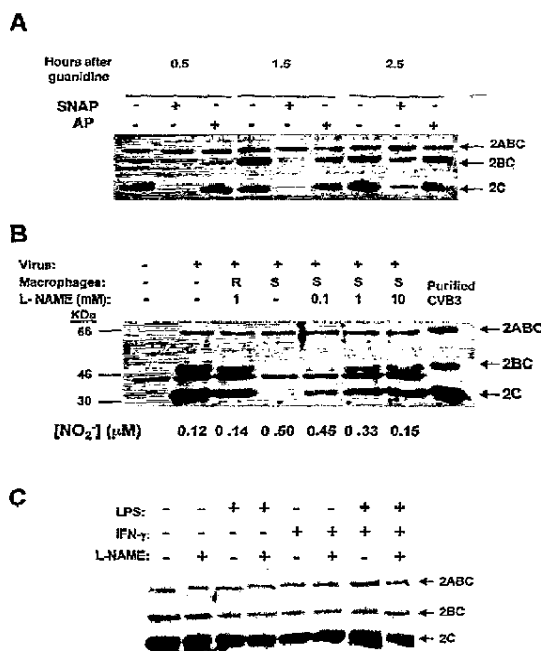 A
Hours after guanidine
0.5 1.5 2.5
SNAP - + - - + - - + -
AP - - + - - + - - +
2ABC
2BC
2C
B
Virus: - + + + + + +
Macrophages: - - R S S S S Purified CVB3
L-NAME (mM): - - 1 - 0.1 1 10
KDa
66
46
30
2ABC
2BC
2C
[NO₂⁻] (µM) 0.12 0.14 0.50 0.45 0.33 0.15
C
LPS: - - + + - - + +
IFN-γ: - - - - + + + +
L-NAME: - + - + - + - +
2ABC
2BC
2C